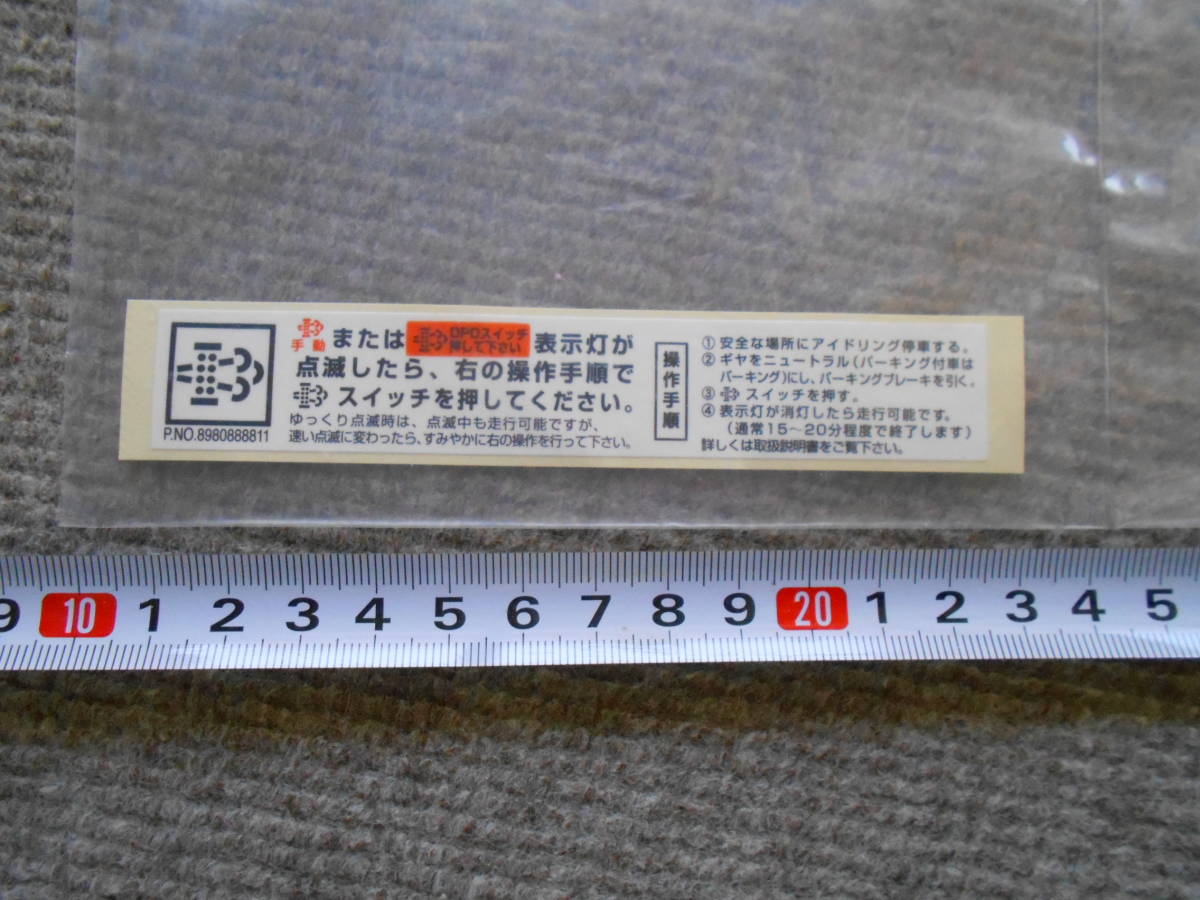 手動 または DPDスイッチ 押して下さい 表示灯が
点滅したら、右の操作手順で
スイッチを押してください。
ゆっくり点滅時は、点滅中も走行可能ですが、
速い点滅に変わったら、すみやかに右の操作を行って下さい。
P.NO.8980888811
操作手順
① 安全な場所にアイドリング停車する。
② ギヤをニュートラル(パーキング付車は
パーキング)にし、パーキングブレーキを引く。
③ スイッチを押す。
④ 表示灯が消灯したら走行可能です。
(通常15~20分程度で終了します)
詳しくは取扱説明書をご覧下さい。
9 10 1 2 3 4 5 6 7 8 9 20 1 2 3 4 5